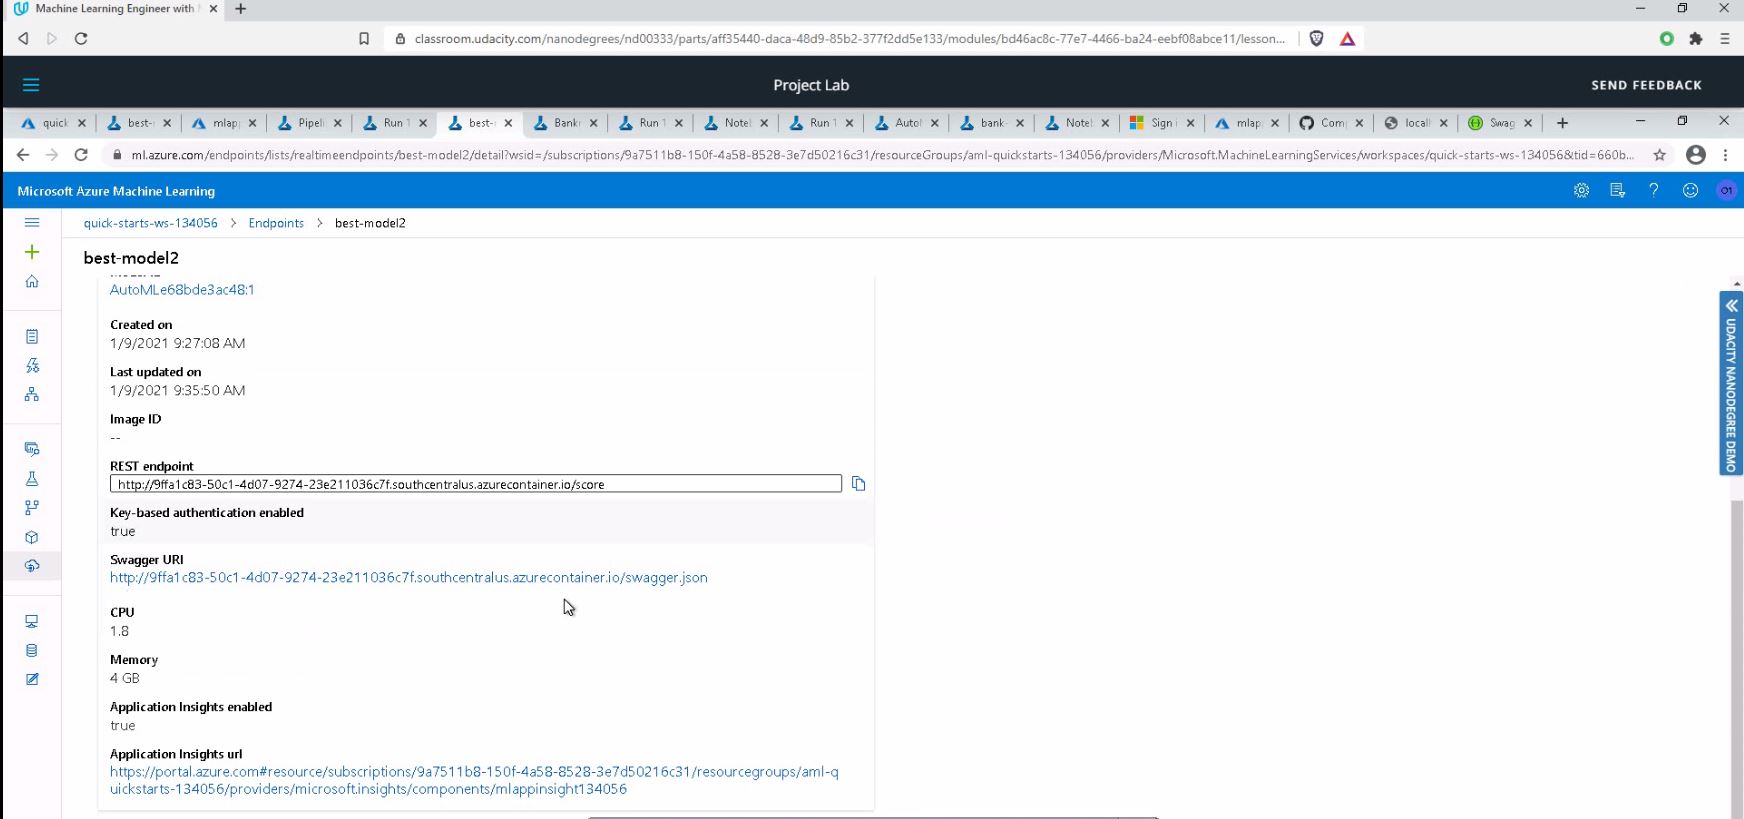 Machine Learning Engineer with
classroom.udacity.com/nanodegrees/nd00333/parts/aff35440-daca-48d9-85b2-377f2dd5e133/modules/bd46ac8c-77e7-4466-ba24-eebf08abce11/lesson...
Project Lab
SEND FEEDBACK
quick
best-
mlap
Pipeli
Run 1
best-
Bank
Run 1
Notel
Run 1
Auto
bank-
Notel
Sign i
mlap
Com
local
Swag
ml.azure.com/endpoints/lists/realtimeendpoints/best-model2/detail?wsid=/subscriptions/9a7511b8-150f-4a58-8528-3e7d50216c31/resourceGroups/aml-quickstarts-134056/providers/Microsoft.MachineLearningServices/workspaces/quick-starts-ws-134056&tid=660b...
Microsoft Azure Machine Learning
O1
quick-starts-ws-134056 > Endpoints > best-model2
best-model2
AutoMLe68bde3ac48:1
Created on
1/9/2021 9:27:08 AM
Last updated on
1/9/2021 9:35:50 AM
Image ID
--
REST endpoint
http://9ffa1c83-50c1-4d07-9274-23e211036c7f.southcentralus.azurecontainer.io/score
Key-based authentication enabled
true
Swagger URI
http://9ffa1c83-50c1-4d07-9274-23e211036c7f.southcentralus.azurecontainer.io/swagger.json
CPU
1.8
Memory
4 GB
Application Insights enabled
true
Application Insights url
https://portal.azure.com#resource/subscriptions/9a7511b8-150f-4a58-8528-3e7d50216c31/resourcegroups/aml-q
uickstarts-134056/providers/microsoft.insights/components/mlappinsight134056
UDACITY NANODEGREE DEMO